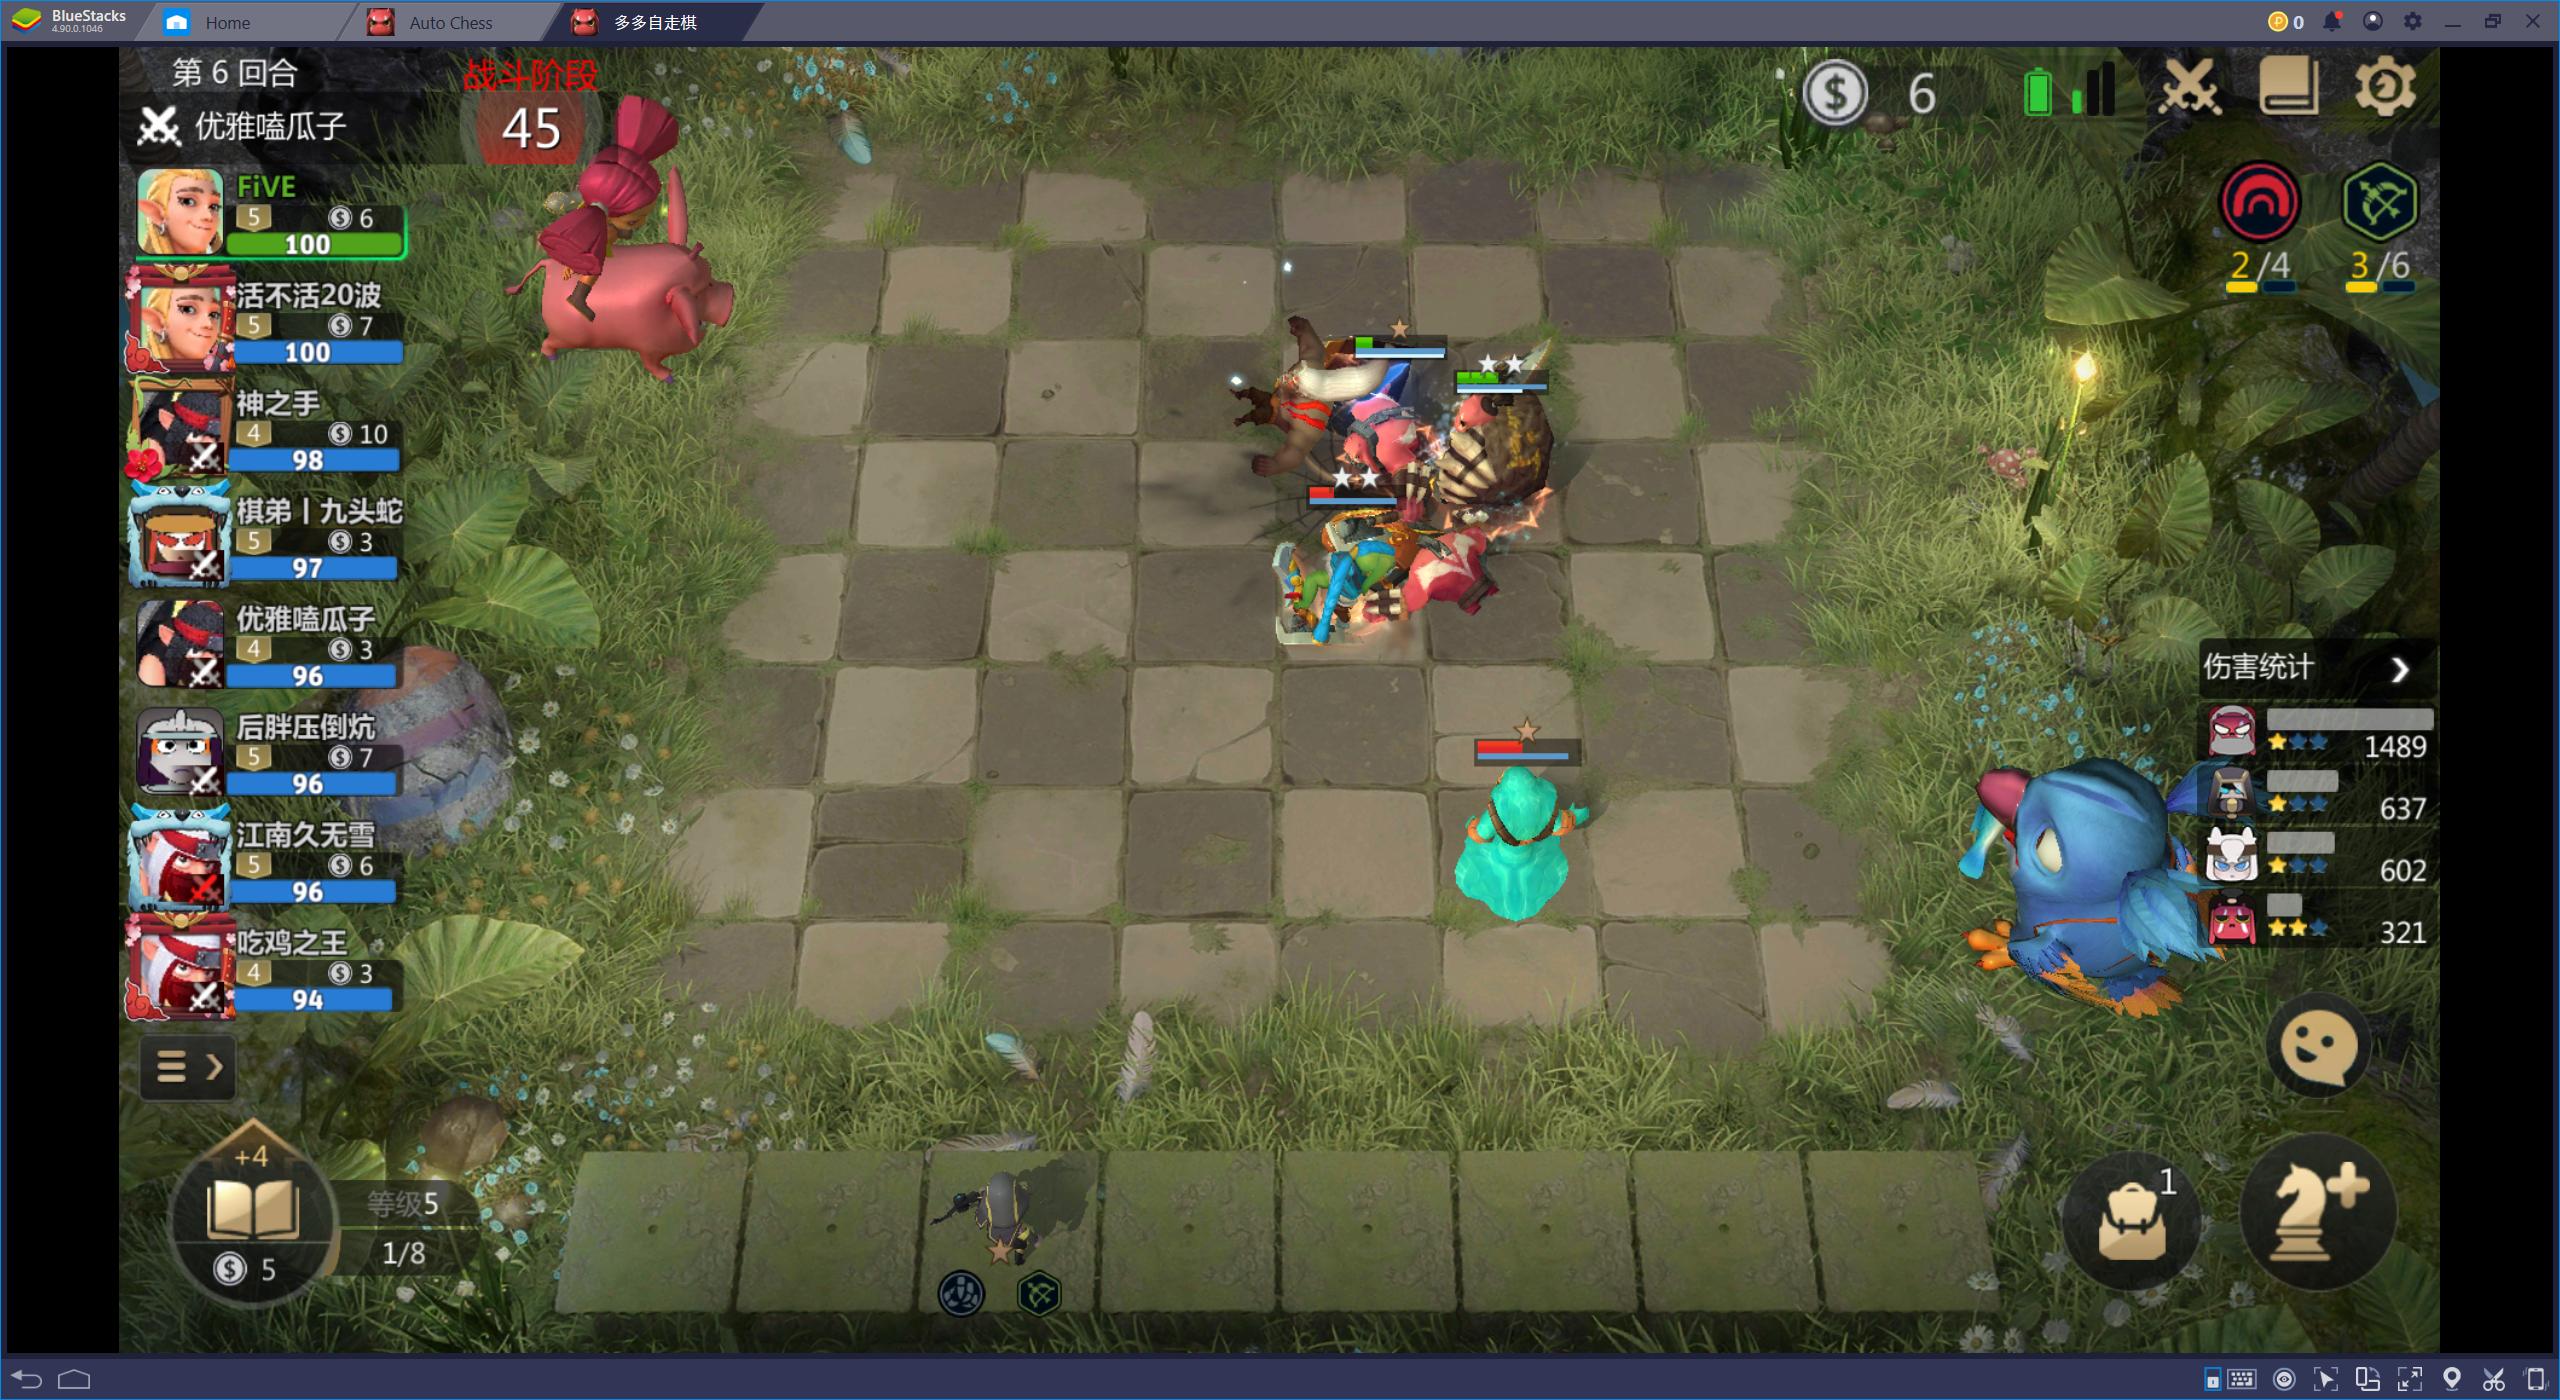 BlueStacks
4.90.0.1046
Home
Auto Chess
多多自走棋
0
第 6 回合
战斗阶段
优雅嗑瓜子
45
6
FiVE
5
6
100
2/4
3/6
活不活20波
5
7
100
神之手
4
10
98
棋弟丨九头蛇
5
3
97
优雅嗑瓜子
4
3
96
后胖压倒炕
5
7
96
江南久无雪
5
6
96
吃鸡之王
4
3
94
伤害统计
1489
637
602
321
+4
等级5
5
1/8
1